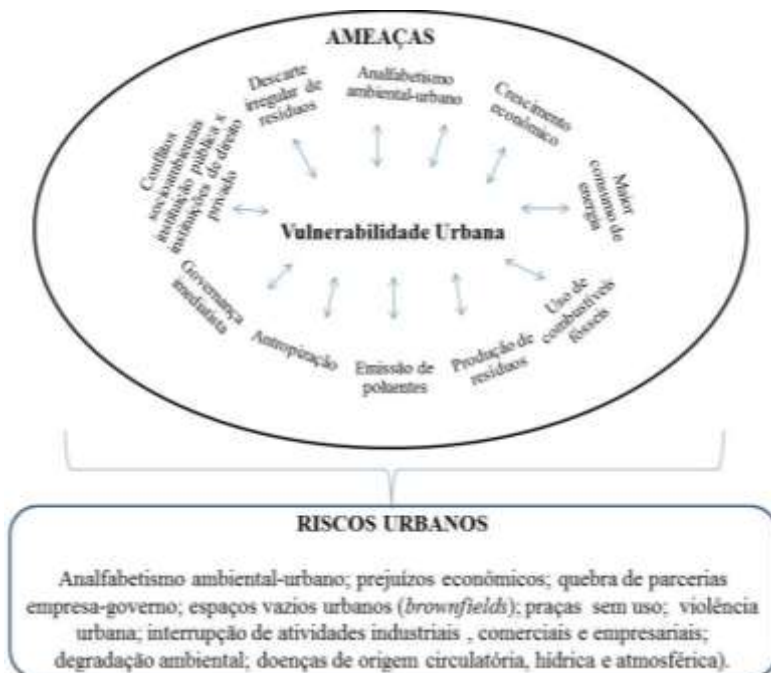 AMEAÇAS
Descarte
irregular de
resíduos
Analfabetismo
ambiental-urbano
Crescimento
econômico
Maior
consumo de
energia
Conflitos
socioambientais
instituição pública x
instituições de direito
privado
Vulnerabilidade Urbana
Governança
imediatista
Antropização
Emissão de
poluentes
Produção de
resíduos
Uso de
combustíveis
fósseis
RISCOS URBANOS
Analfabetismo ambiental-urbano; prejuízos econômicos; quebra de parcerias
empresa-governo; espaços vazios urbanos (brownfields); praças sem uso; violência
urbana; interrupção de atividades industriais , comerciais e empresariais;
degradação ambiental; doenças de origem circulatória, hídrica e atmosférica).